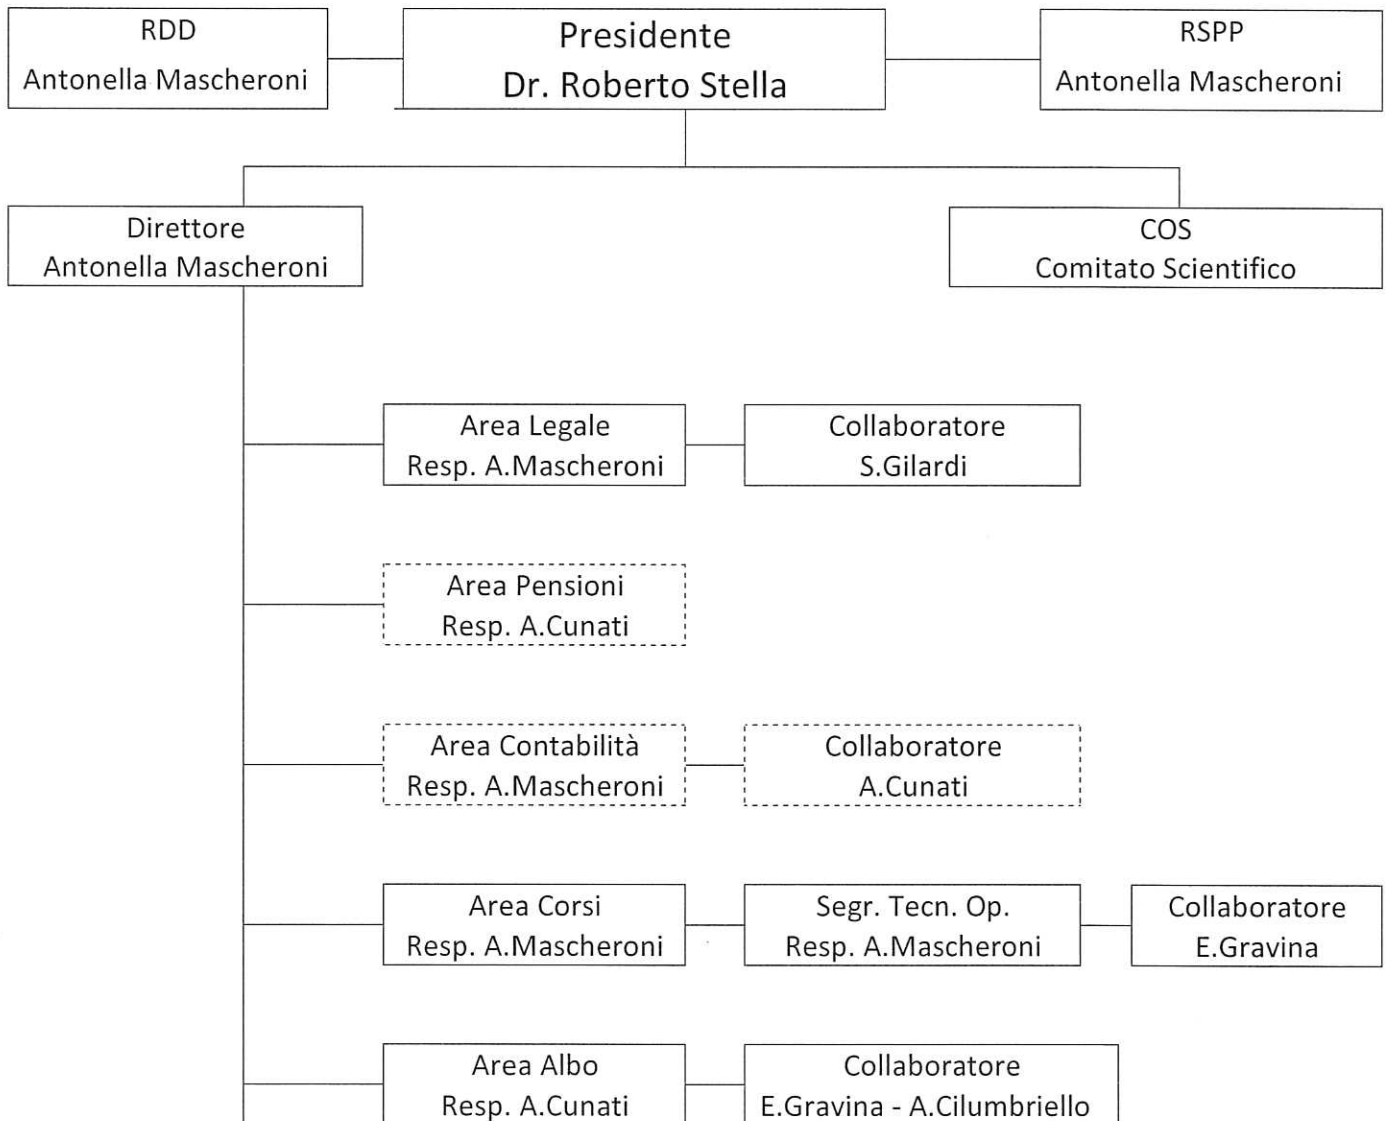 RDD
Antonella Mascheroni
Presidente
Dr. Roberto Stella
RSPP
Antonella Mascheroni
Direttore
Antonella Mascheroni
COS
Comitato Scientifico
Area Legale
Resp. A.Mascheroni
Collaboratore
S.Gilardi
Area Pensioni
Resp. A.Cunati
Area Contabilità
Resp. A.Mascheroni
Collaboratore
A.Cunati
Area Corsi
Resp. A.Mascheroni
Segr. Tecn. Op.
Resp. A.Mascheroni
Collaboratore
E.Gravina
Area Albo
Resp. A.Cunati
Collaboratore
E.Gravina - A.Cilumbriello